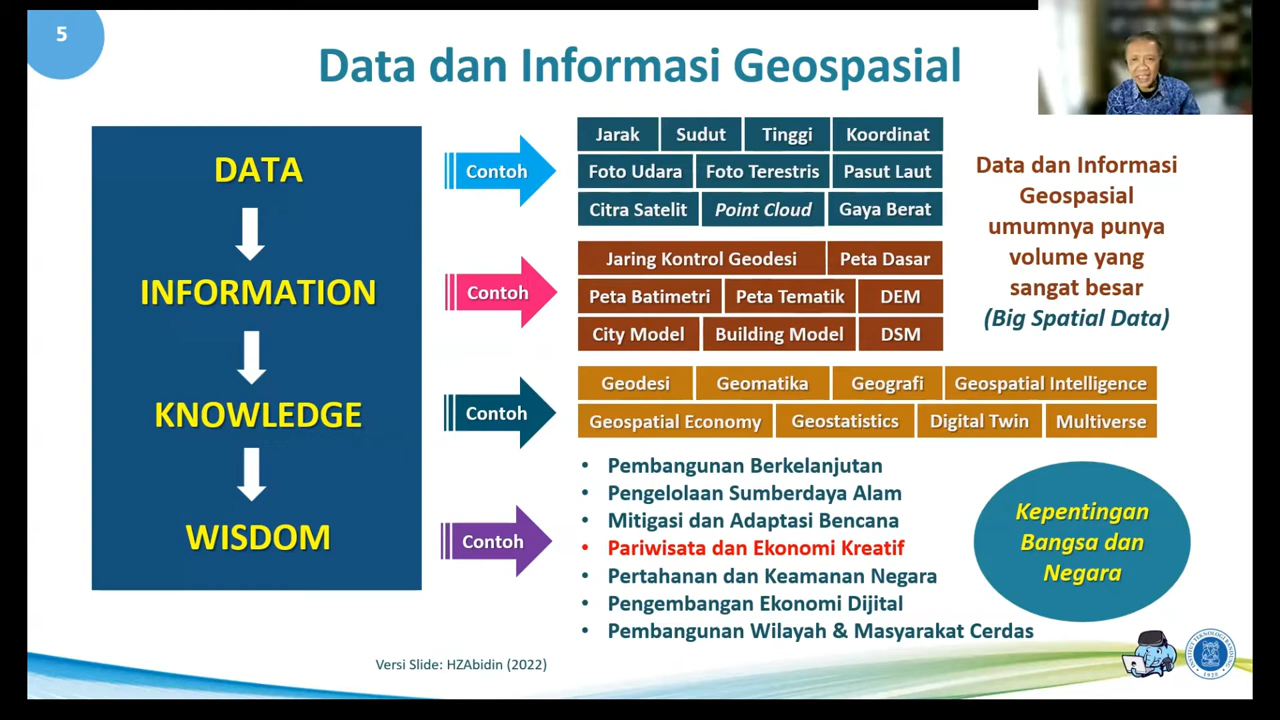 5
Data dan Informasi Geospasial
DATA
INFORMATION
KNOWLEDGE
WISDOM
Contoh
Jarak Sudut Tinggi Koordinat
Foto Udara Foto Terestris Pasut Laut
Citra Satelit Point Cloud Gaya Berat
Contoh
Jaring Kontrol Geodesi Peta Dasar
Peta Batimetri Peta Tematik DEM
City Model Building Model DSM
Data dan Informasi
Geospasial
umumnya punya
volume yang
sangat besar
(Big Spatial Data)
Contoh
Geodesi Geomatika Geografi Geospatial Intelligence
Geospatial Economy Geostatistics Digital Twin Multiverse
Contoh
• Pembangunan Berkelanjutan
• Pengelolaan Sumberdaya Alam
• Mitigasi dan Adaptasi Bencana
• Pariwisata dan Ekonomi Kreatif
• Pertahanan dan Keamanan Negara
• Pengembangan Ekonomi Dijital
• Pembangunan Wilayah & Masyarakat Cerdas
Kepentingan
Bangsa dan
Negara
Versi Slide: HZAbidin (2022)
INSTITUT TEKNOLOGI BANDUNG
1920